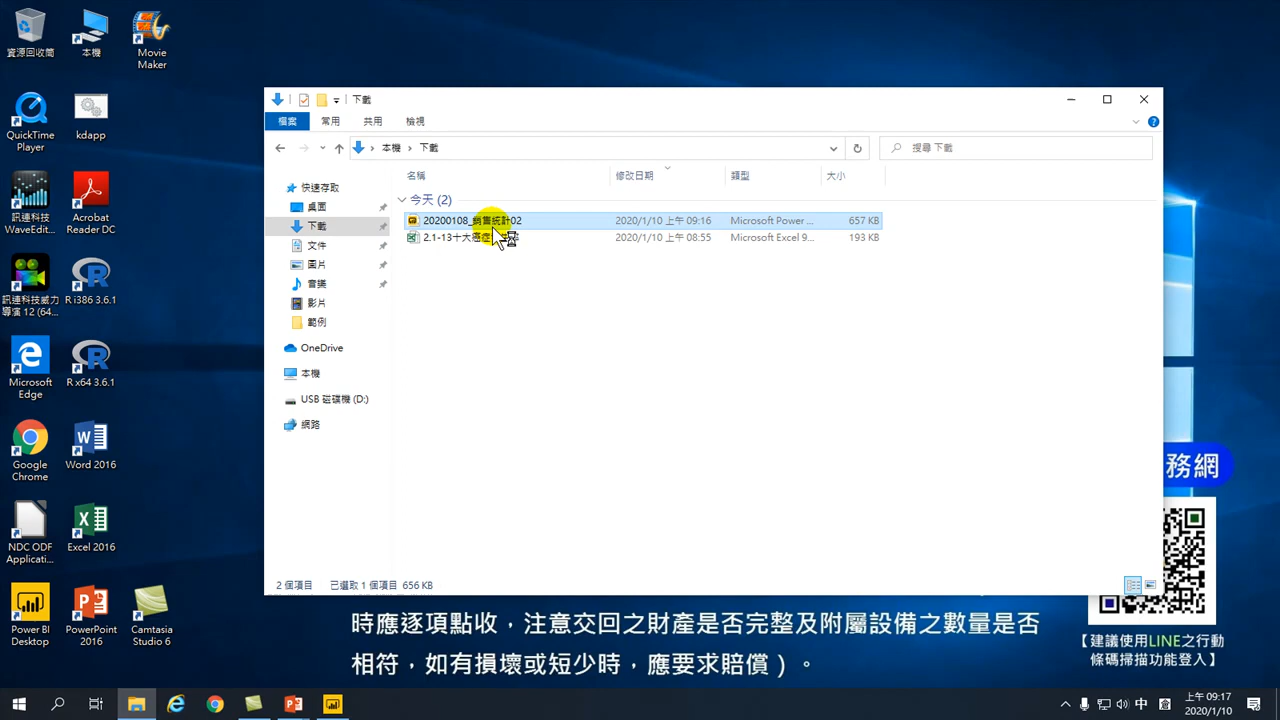 資源回收筒
本機
Movie
Maker
QuickTime
Player
kdapp
訊連科技
WaveEdit...
Acrobat
Reader DC
訊連科技威力
導演 12 (64...
R i386 3.6.1
Microsoft
Edge
R x64 3.6.1
Google
Chrome
Word 2016
NDC ODF
Applicati...
Excel 2016
Power BI
Desktop
PowerPoint
2016
Camtasia
Studio 6
下載
檔案
常用
共用
檢視
本機
下載
搜尋 下載
名稱
修改日期
類型
大小
快速存取
桌面
下載
文件
圖片
音樂
影片
範例
OneDrive
本機
USB 磁碟機 (D:)
網路
今天 (2)
20200108_銷售統計02
2020/1/10 上午 09:16
Microsoft Power ...
657 KB
2.1-13十大癌症
2020/1/10 上午 08:55
Microsoft Excel 9...
193 KB
2 個項目
已選取 1 個項目 656 KB
務網
時應逐項點收，注意交回之財產是否完整及附屬設備之數量是否
相符，如有損壞或短少時，應要求賠償）。
【建議使用LINE之行動
條碼掃描功能登入】
中
上午 09:17
2020/1/10